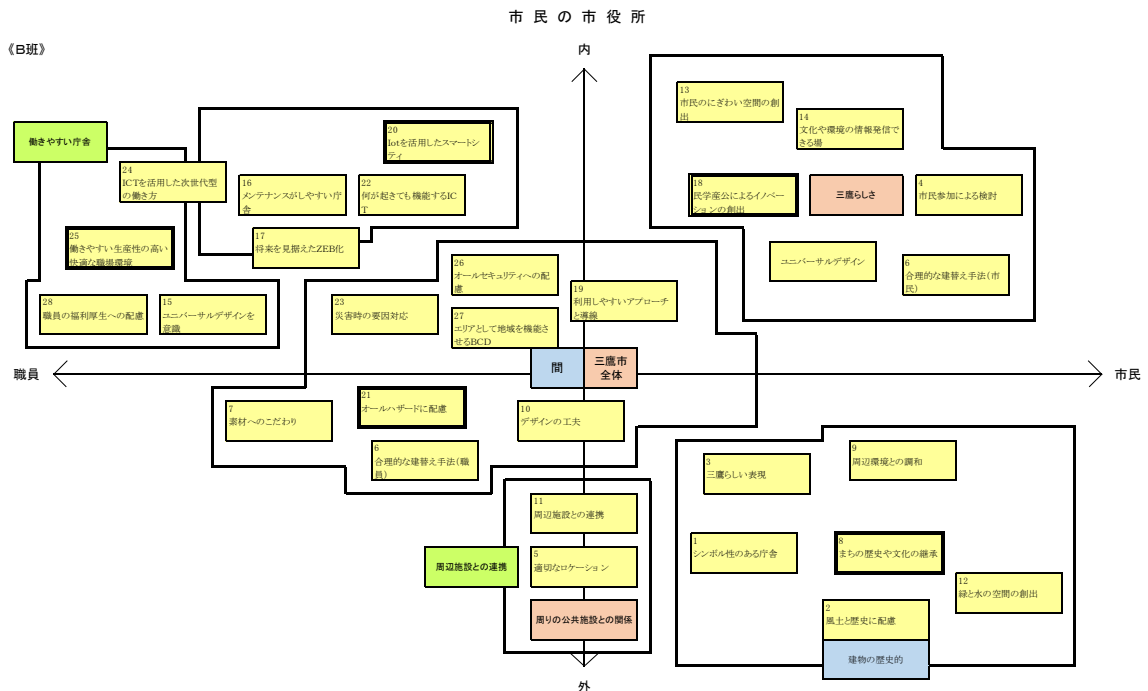 市民の市役所
《B班》
内
13
市民のにぎわい空間の創
出
14
文化や環境の情報発信で
きる場
20
Iotを活用したスマートシ
ティ
働きやすい庁舎
24
ICTを活用した次世代型
の働き方
16
メンテナンスがしやすい庁
舎
22
何が起きても機能するIC
T
18
民学産公によるイノベー
ションの創出
三鷹らしさ
4
市民参加による検討
25
働きやすい生産性の高い
快適な職場環境
17
将来を見据えたZEB化
26
オールセキュリティへの配
慮
ユニバーサルデザイン
6
合理的な建替え手法(市
民)
19
利用しやすいアプローチ
と導線
28
職員の福利厚生への配慮
15
ユニバーサルデザインを
意識
23
災害時の要因対応
27
エリアとして地域を機能さ
せるBCD
間
三鷹市
全体
職員
市民
7
素材へのこだわり
21
オールハザードに配慮
10
デザインの工夫
6
合理的な建替え手法(職
員)
3
三鷹らしい表現
9
周辺環境との調和
11
周辺施設との連携
1
シンボル性のある庁舎
8
まちの歴史や文化の継承
周辺施設との連携
5
適切なロケーション
12
緑と水の空間の創出
周りの公共施設との関係
2
風土と歴史に配慮
建物の歴史的
外